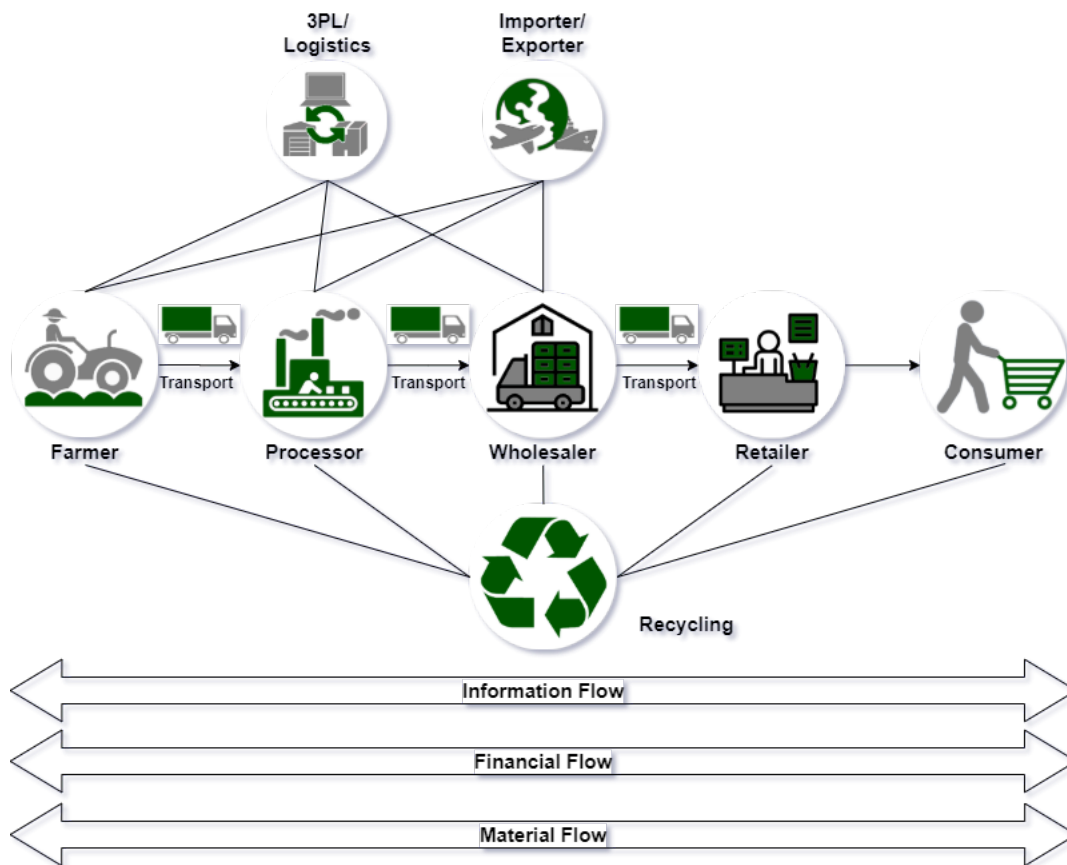 3PL/
Logistics
Importer/
Exporter
Transport
Transport
Transport
Farmer
Processor
Wholesaler
Retailer
Consumer
Recycling
Information Flow
Financial Flow
Material Flow